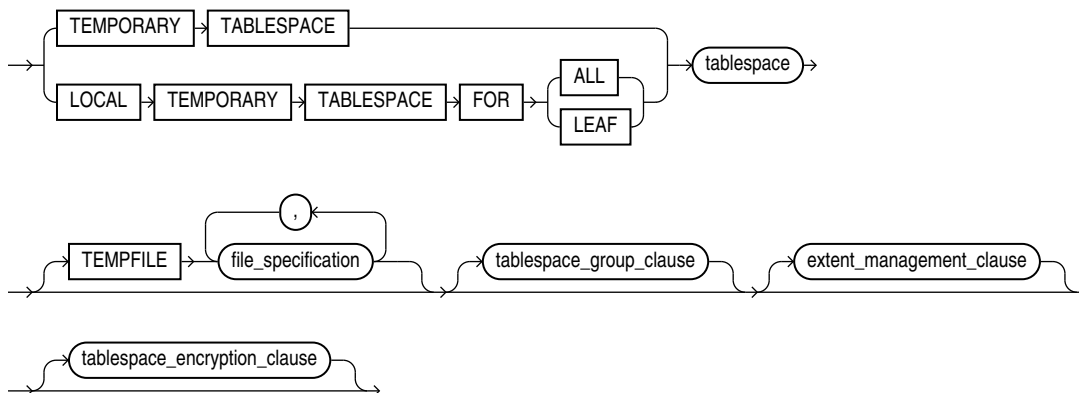 TEMPORARY TABLESPACE
tablespace
LOCAL TEMPORARY TABLESPACE FOR ALL
LEAF
,
TEMPFILE file_specification tablespace_group_clause extent_management_clause
tablespace_encryption_clause